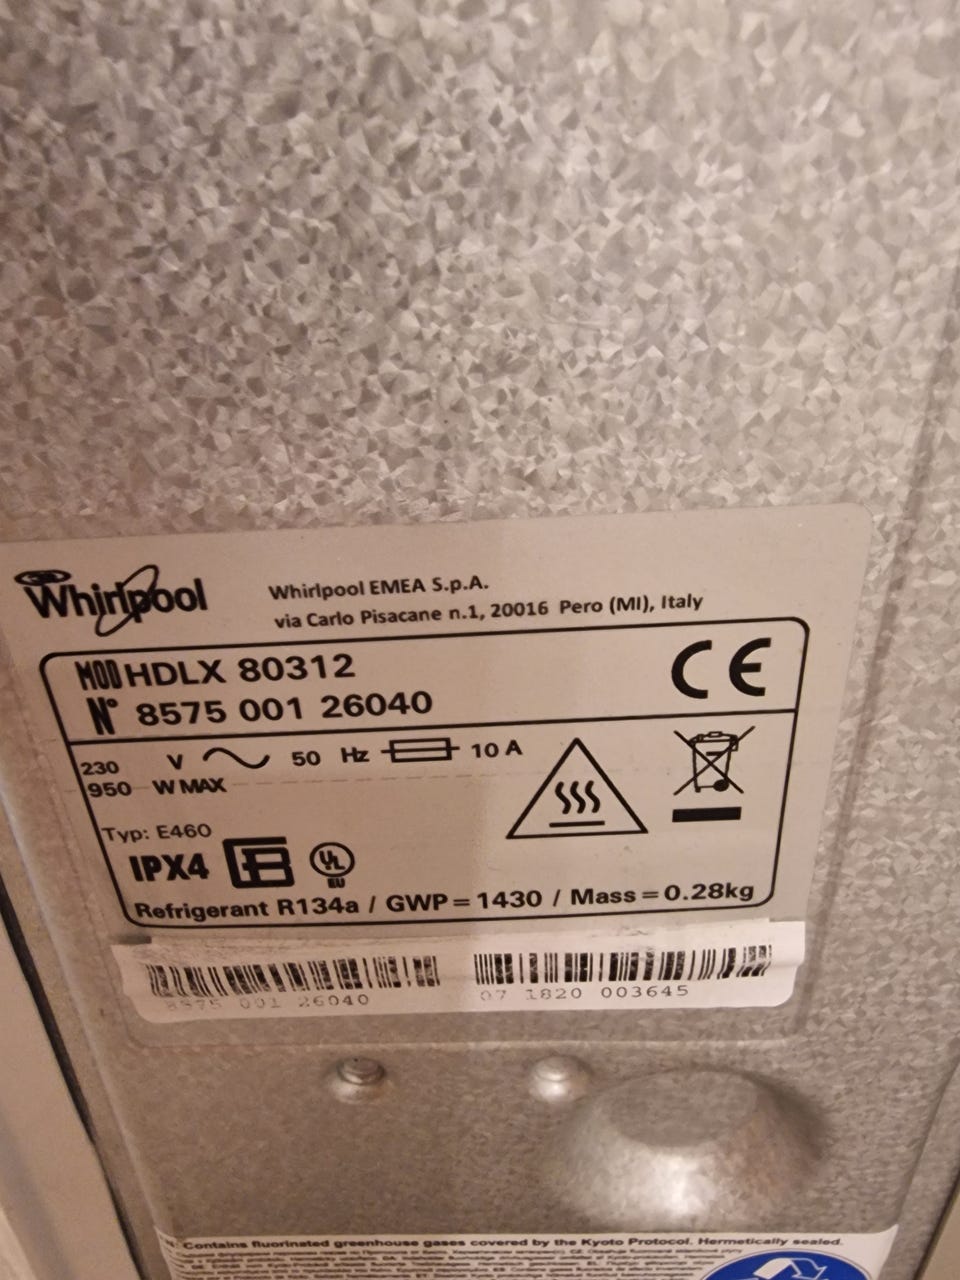 Whirlpool
Whirlpool EMEA S.p.A.
via Carlo Pisacane n.1, 20016 Pero (MI), Italy
MOD HDLX 80312
N° 8575 001 26040
CE
230 V 50 Hz 10 A
950 W MAX
Typ: E460
IPX4
UL
EU
Refrigerant R134a / GWP=1430 / Mass=0.28kg
8575 001 26040
07 1820 003645
Contains fluorinated greenhouse gases covered by the Kyoto Protocol. Hermetically sealed.